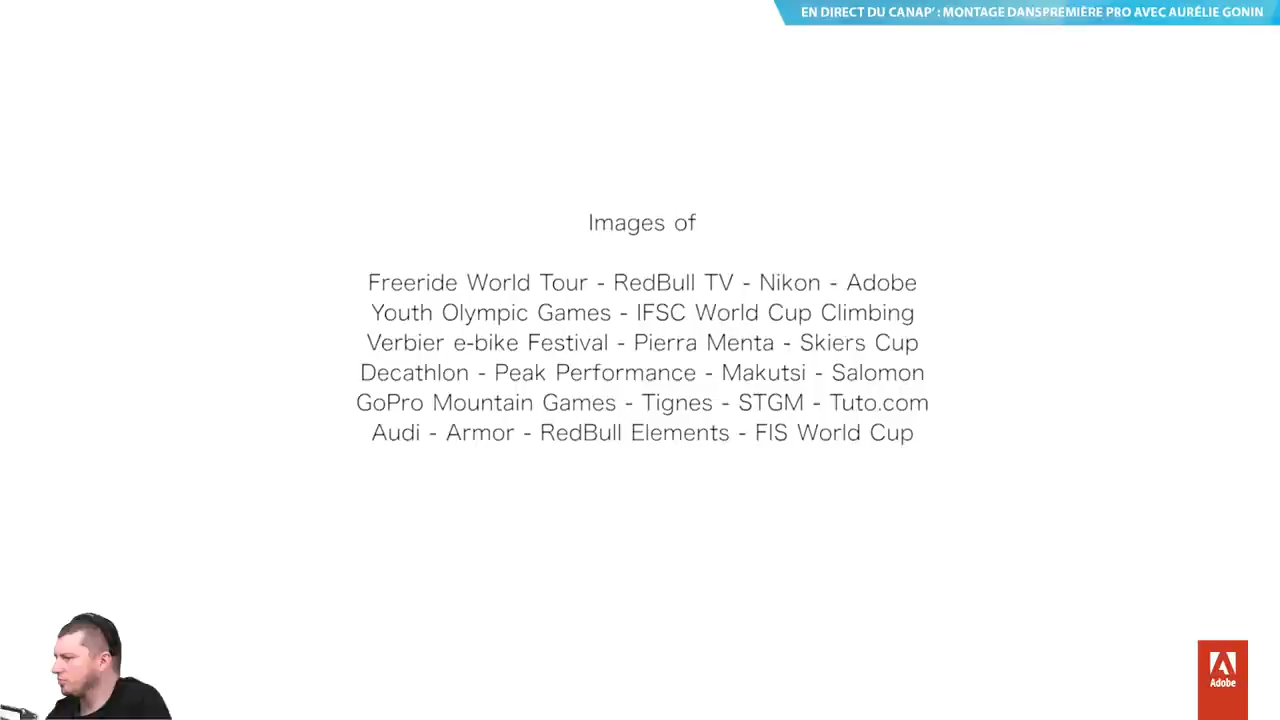 EN DIRECT DU CANAP' : MONTAGE DANSPREMIÈRE PRO AVEC AURÉLIE GONIN
Images of
Freeride World Tour - RedBull TV - Nikon - Adobe
Youth Olympic Games - IFSC World Cup Climbing
Verbier e-bike Festival - Pierra Menta - Skiers Cup
Decathlon - Peak Performance - Makutsi - Salomon
GoPro Mountain Games - Tignes - STGM - Tuto.com
Audi - Armor - RedBull Elements - FIS World Cup
Adobe